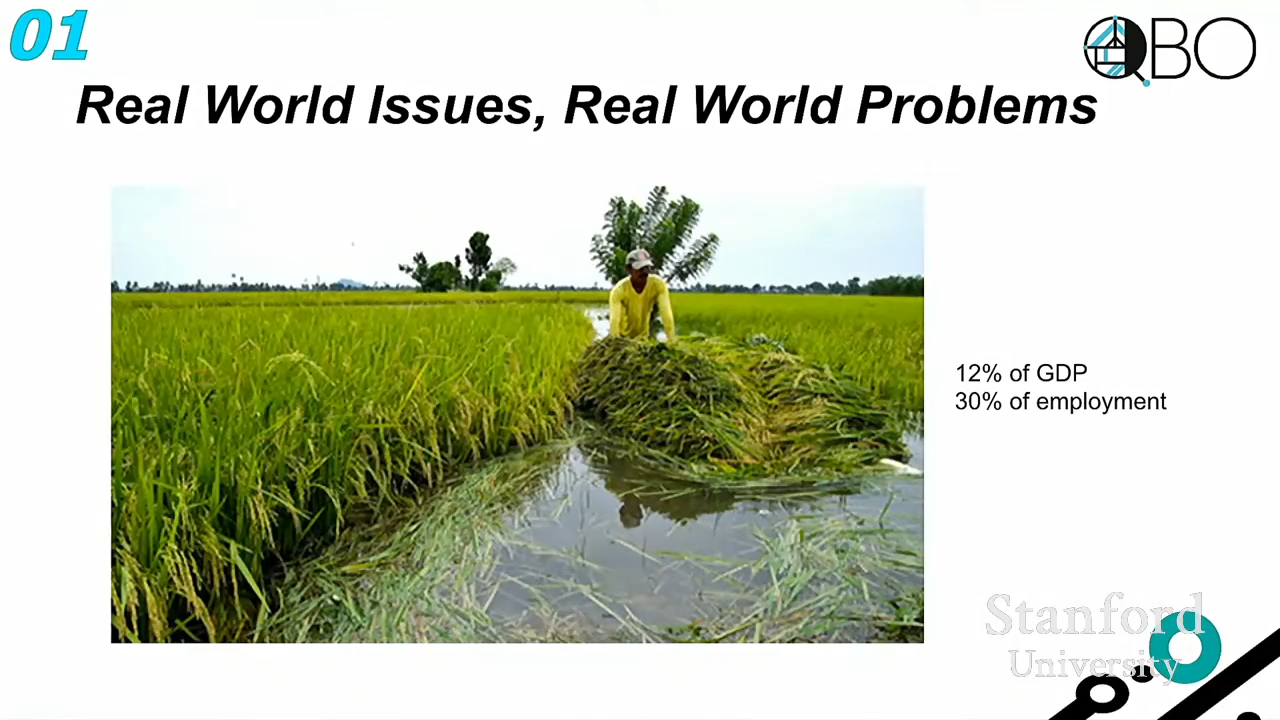 01
QBO
Real World Issues, Real World Problems
12% of GDP
30% of employment
Stanford
University